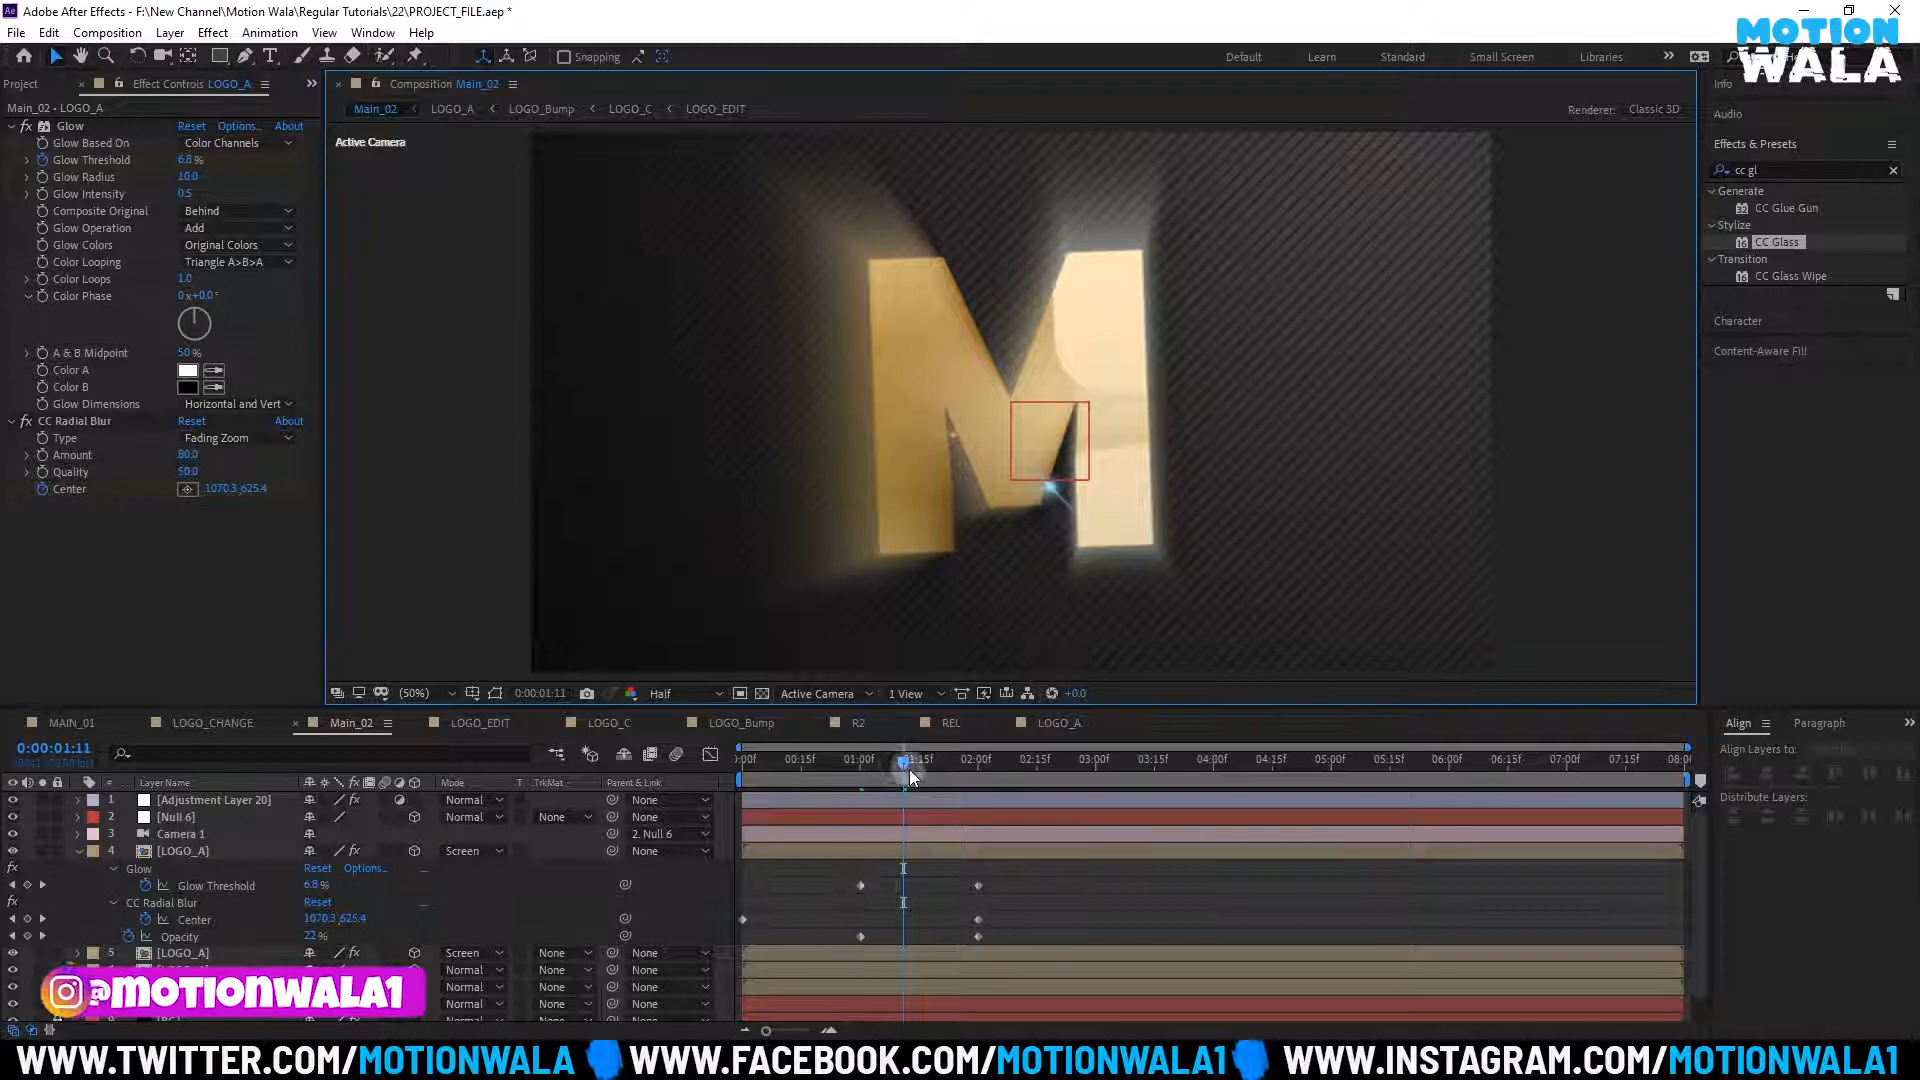 Adobe After Effects - F:\New Channel\Motion Wala\Regular Tutorials\22\PROJECT_FILE.aep *
File Edit Composition Layer Effect Animation View Window Help
Snapping Default Learn Standard Small Screen Libraries
MOTION
WALA
Project Effect Controls LOGO_A
Main_02 • LOGO_A
fx Glow Reset Options... About
Glow Based On Color Channels
Glow Threshold 6.8 %
Glow Radius 10.0
Glow Intensity 0.5
Composite Original Behind
Glow Operation Add
Glow Colors Original Colors
Color Looping Triangle A>B>A
Color Loops 1.0
Color Phase 0 x+0.0 °
A & B Midpoint 50 %
Color A
Color B
Glow Dimensions Horizontal and Vert
fx CC Radial Blur Reset About
Type Fading Zoom
Amount 80.0
Quality 50.0
Center 1070.3,625.4
Composition Main_02
Main_02 LOGO_A LOGO_Bump LOGO_C LOGO_EDIT
Renderer: Classic 3D
Active Camera
M
(50%) 0:00:01:11 Half Active Camera 1 View +0.0
Info
Audio
Effects & Presets
cc gl
Generate
CC Glue Gun
Stylize
CC Glass
Transition
CC Glass Wipe
Character
Content-Aware Fill
MAIN_01 LOGO_CHANGE Main_02 LOGO_EDIT LOGO_C LOGO_Bump R2 REL LOGO_A
0:00:01:11
:00f 00:15f 01:00f 01:15f 02:00f 02:15f 03:00f 03:15f 04:00f 04:15f 05:00f 05:15f 06:00f 06:15f 07:00f 07:15f 08:0
# Layer Name Mode T TrkMat Parent & Link
1 [Adjustment Layer 20] Normal None
2 [Null 6] Normal None None
3 Camera 1 2. Null 6
4 [LOGO_A] Screen None
fx Glow Reset Options...
Glow Threshold 6.8 %
fx CC Radial Blur Reset
Center 1070.3,625.4
Opacity 22 %
5 [LOGO_A] Screen None None
Normal None None
Normal None None
Normal None None
Align Paragraph
Align Layers to:
Distribute Layers:
@MOTIONWALA1
WWW.TWITTER.COM/MOTIONWALA WWW.FACEBOOK.COM/MOTIONWALA1 WWW.INSTAGRAM.COM/MOTIONWALA1